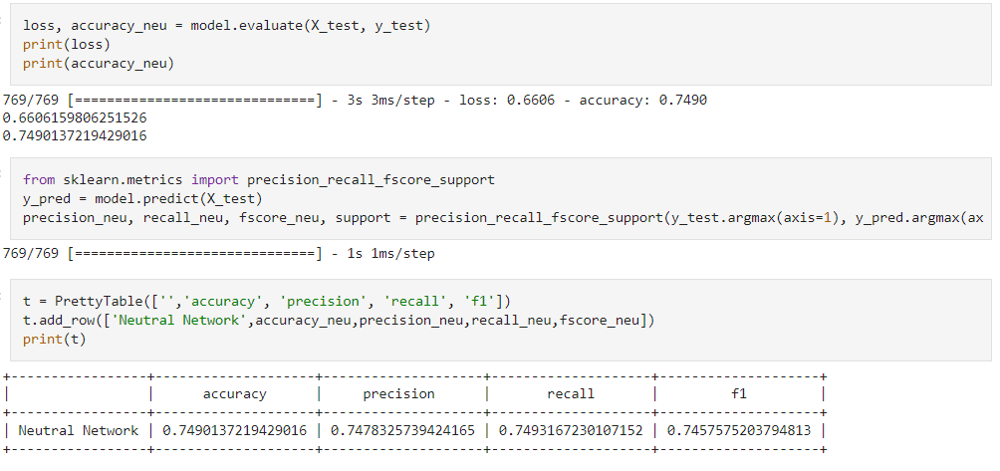 loss, accuracy_neu = model.evaluate(X_test, y_test)
print(loss)
print(accuracy_neu)
769/769 [==============================] - 3s 3ms/step - loss: 0.6606 - accuracy: 0.7490
0.6606159806251526
0.7490137219429016
from sklearn.metrics import precision_recall_fscore_support
y_pred = model.predict(X_test)
precision_neu, recall_neu, fscore_neu, support = precision_recall_fscore_support(y_test.argmax(axis=1), y_pred.argmax(ax
769/769 [==============================] - 1s 1ms/step
t = PrettyTable(['','accuracy', 'precision', 'recall', 'f1'])
t.add_row(['Neutral Network',accuracy_neu,precision_neu,recall_neu,fscore_neu])
print(t)
+-----------------+--------------------+--------------------+--------------------+--------------------+
|                 |      accuracy      |     precision      |       recall       |         f1         |
+-----------------+--------------------+--------------------+--------------------+--------------------+
| Neutral Network | 0.7490137219429016 | 0.7478325739424165 | 0.7493167230107152 | 0.7457575203794813 |
+-----------------+--------------------+--------------------+--------------------+--------------------+